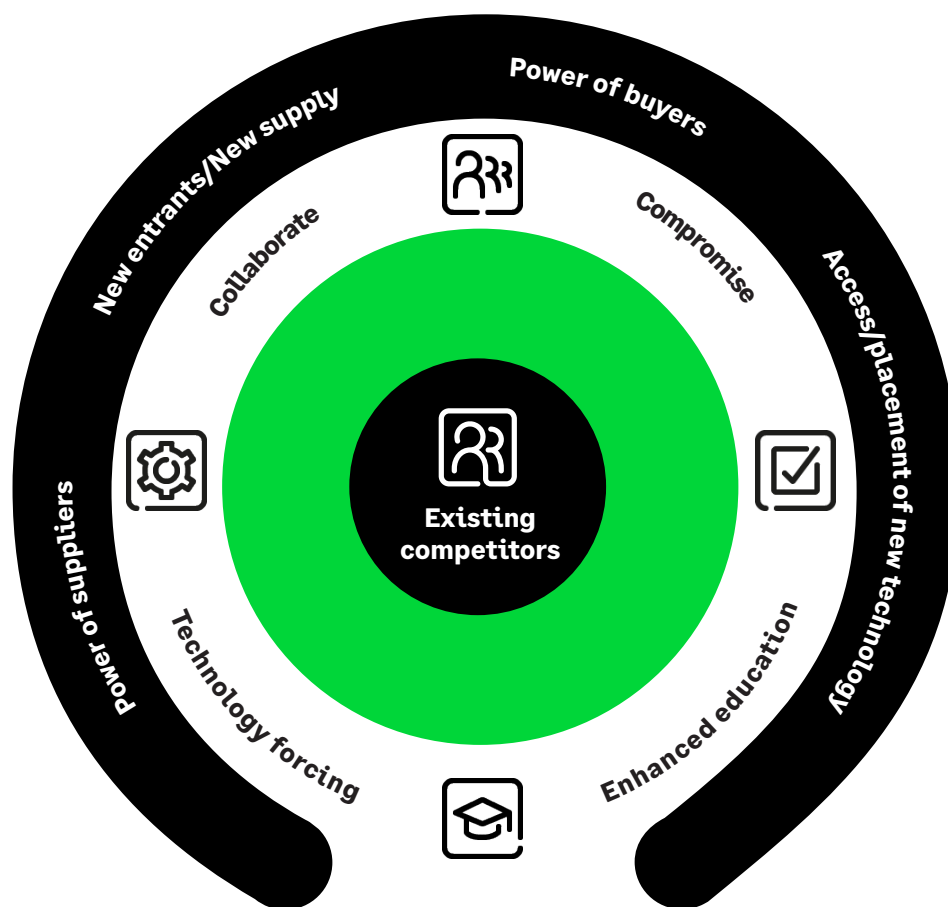 Power of suppliers
New entrants/New supply
Power of buyers
Access/placement of new technology
Collaborate
Compromise
Technology forcing
Enhanced education
Existing
competitors